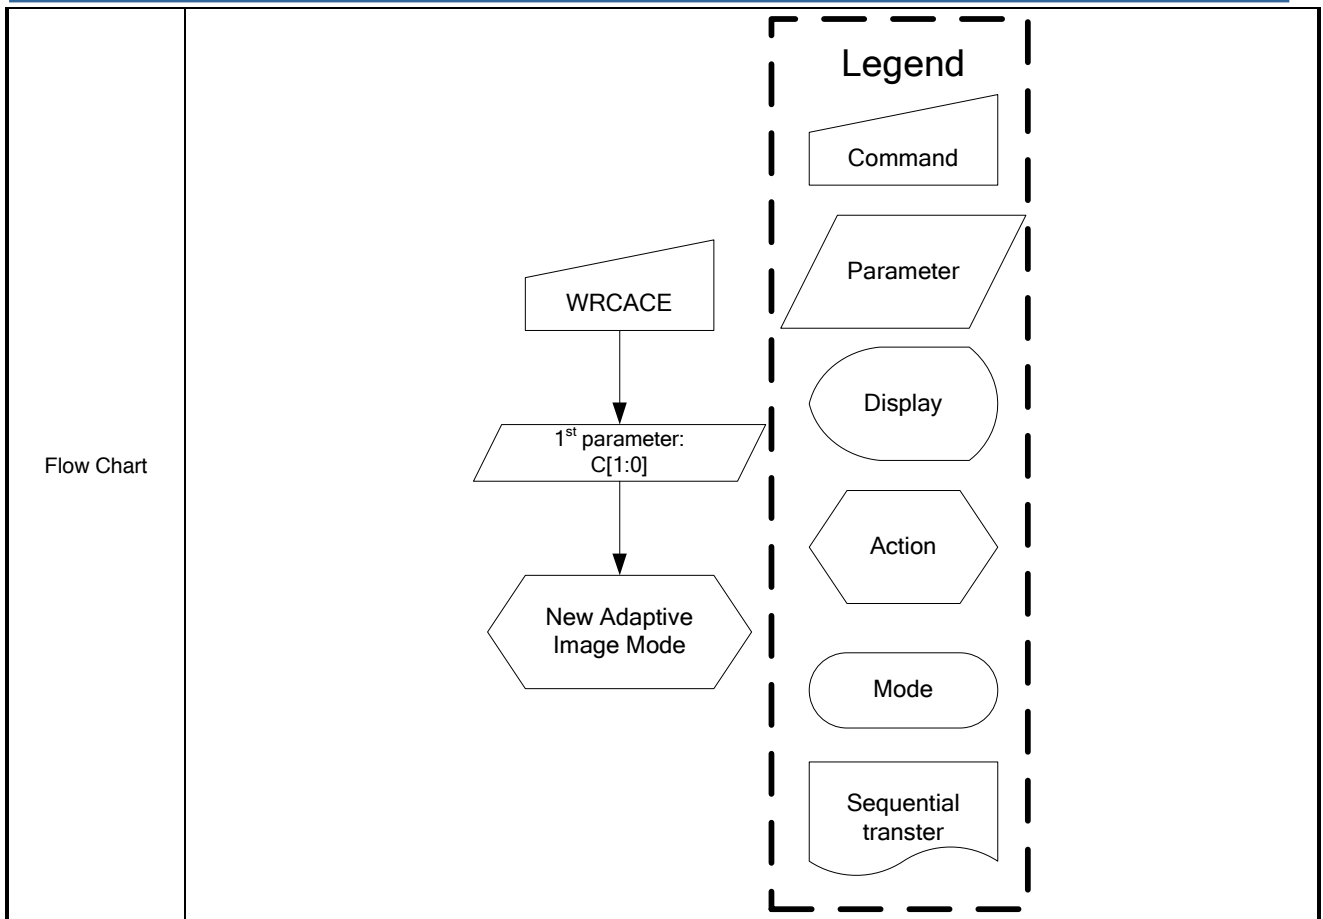 Flow Chart
WRCACE
1st parameter:
C[1:0]
New Adaptive
Image Mode
Legend
Command
Parameter
Display
Action
Mode
Sequential
transter